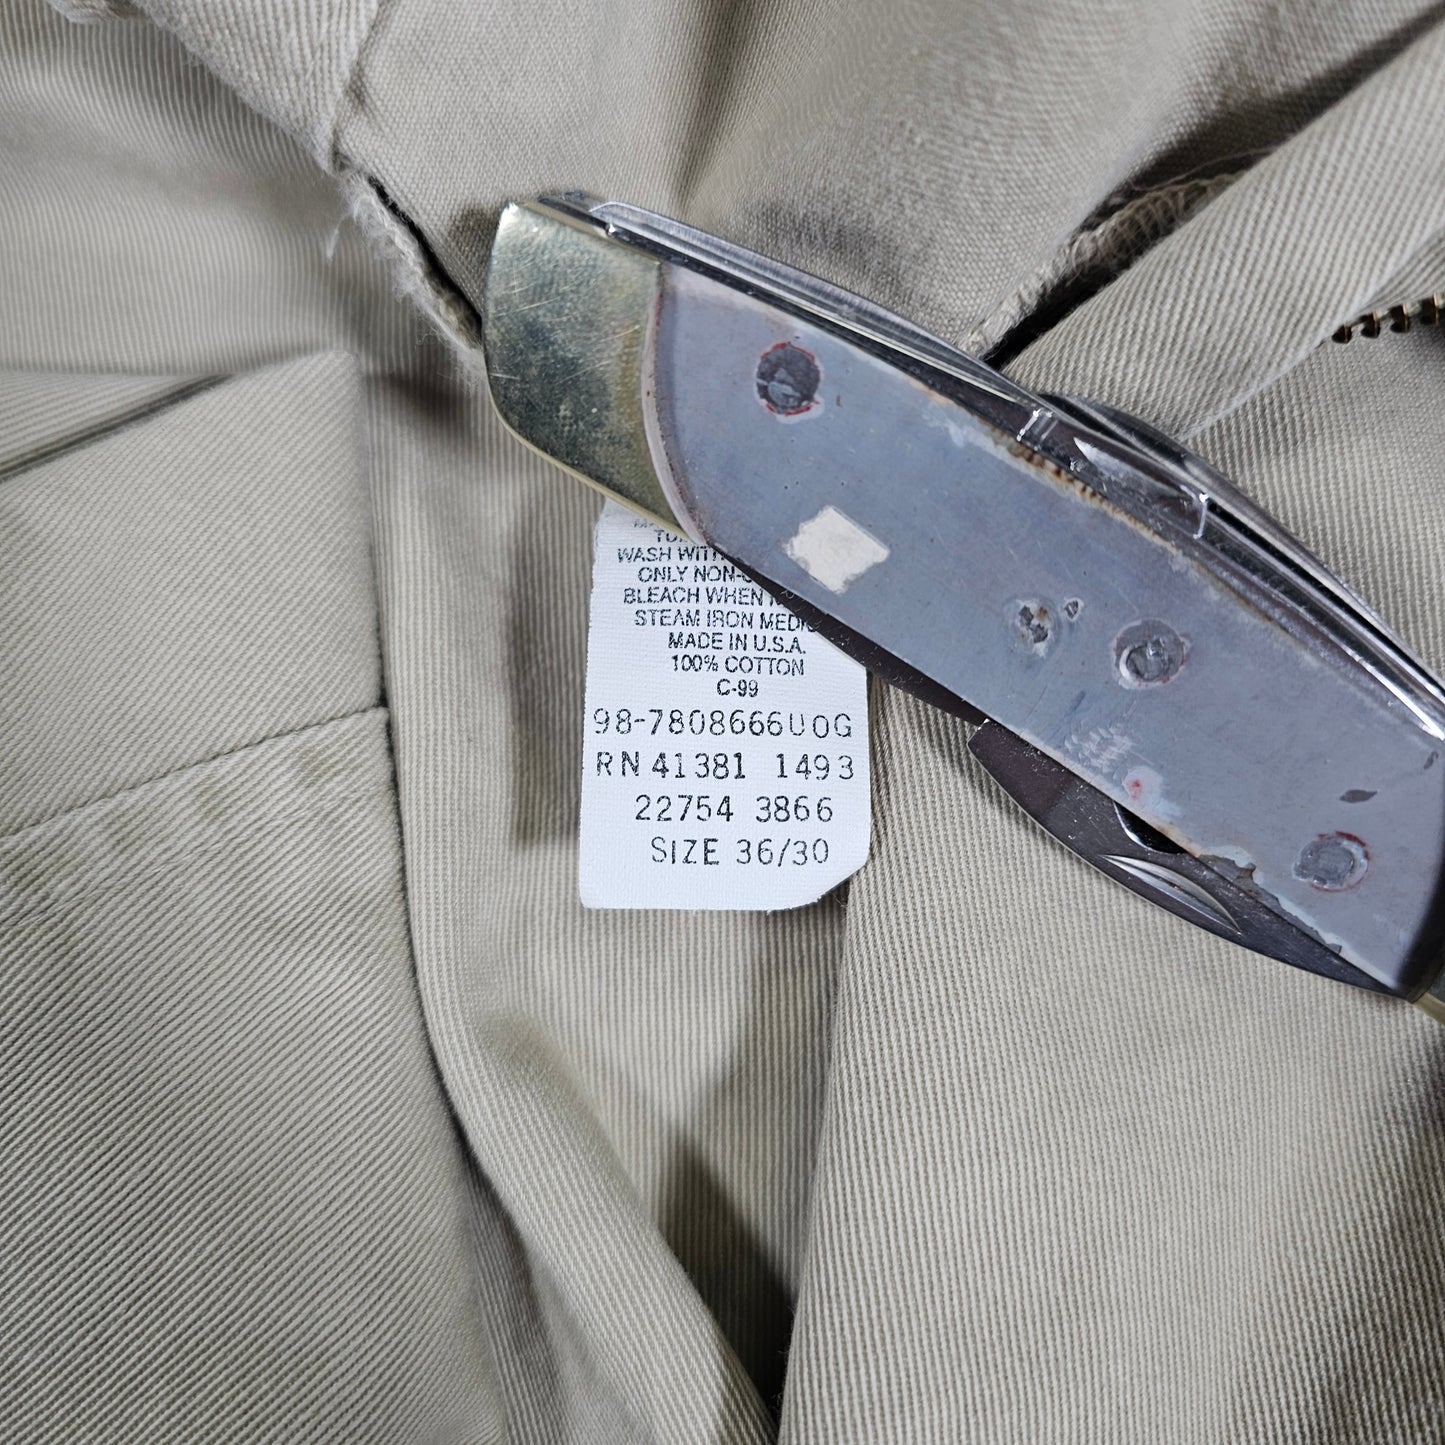 WASH WITH
ONLY NON-
BLEACH WHEN
STEAM IRON
MADE IN U.S.A.
100% COTTON
C-99
98-7808666U0G
RN 41381 1493
22754 3866
SIZE 36/30